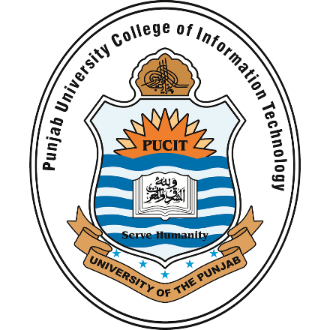 Punjab University College of Information Technology
PUCIT
Serve Humanity
UNIVERSITY OF THE PUNJAB